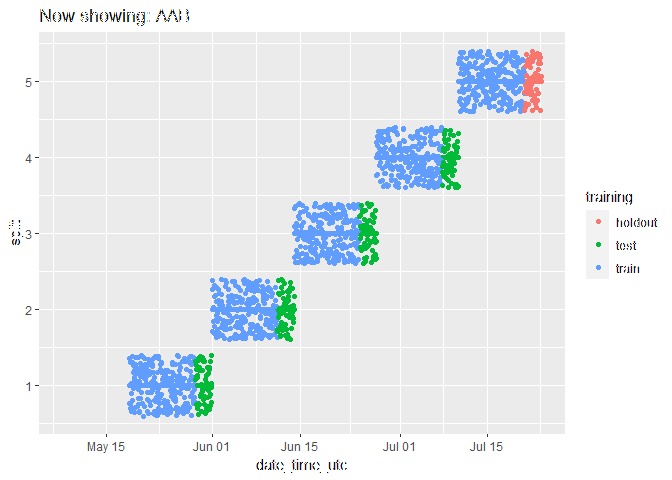 Now showing: AAB
split
5
4
3
2
1
May 15
Jun 01
Jun 15
Jul 01
Jul 15
date_time_utc
training
holdout
test
train